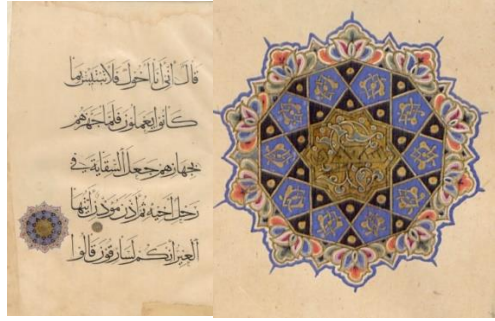 قال انى انا اخوك فلا تبتئس بما
كانوا يعملون فلما جهزهم
بجهازهم جعل السقاية فى
رحل اخيه ثم اذن مؤذن ايتها
العير انكم لسارقون قالوا